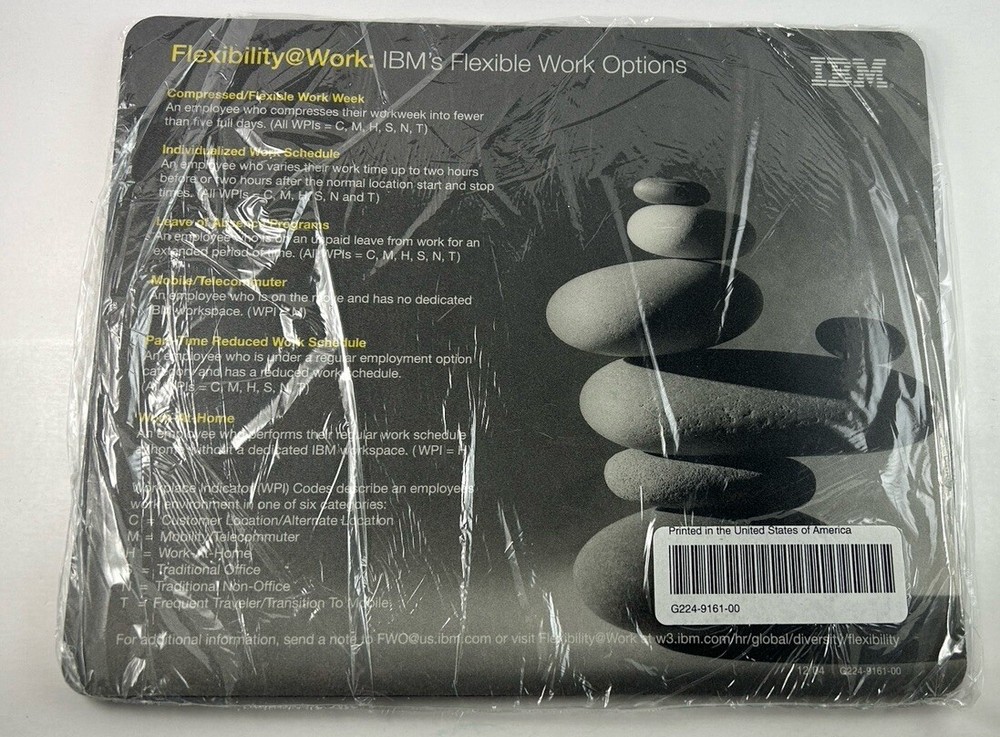 Flexibility@Work: IBM's Flexible Work Options
IBM
Compressed/Flexible Work Week
An employee who compresses their workweek into fewer
than five full days. (All WPIs = C, M, H, S, N, T)
Individualized Work Schedule
An employee who varies their work time up to two hours
before or two hours after the normal location start and stop
times. (All WPIs = C, M, H, S, N and T)
Leave of Absence Programs
An employee who is on an unpaid leave from work for an
extended period of time. (All WPIs = C, M, H, S, N, T)
Mobile/Telecommuter
An employee who is on the move and has no dedicated
IBM workspace. (WPI = M)
Part-Time Reduced Work Schedule
An employee who is under a regular employment option
category and has a reduced work schedule.
(All WPIs = C, M, H, S, N, T)
Work-At-Home
An employee who performs their regular work schedule
at home without a dedicated IBM workspace. (WPI = H
Workplace Indicator (WPI) Codes describe an employees
work environment in one of six categories:
C = Customer Location/Alternate Location
M = Mobility/Telecommuter
H = Work-At-Home
S = Traditional Office
N = Traditional Non-Office
T = Frequent Traveler/Transition To Mobile
Printed in the United States of America
G224-9161-00
For additional information, send a note to FWO@us.ibm.com or visit Flexibility@Work at w3.ibm.com/hr/global/diversity/flexibility
12/04 G224-9161-00